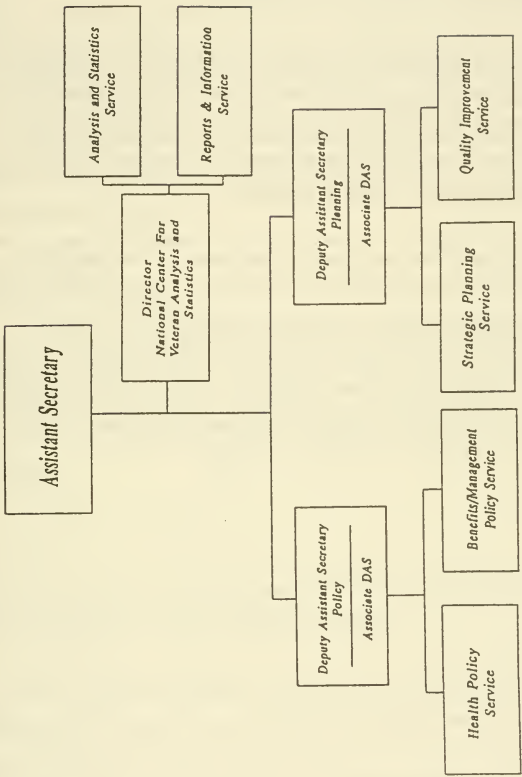 Assistant Secretary
Director
National Center For
Veteran Analysis and
Statistics
Analysis and Statistics
Service
Reports & Information
Service
Deputy Assistant Secretary
Policy
Associate DAS
Deputy Assistant Secretary
Planning
Associate DAS
Health Policy
Service
Benefits/Management
Policy Service
Strategic Planning
Service
Quality Improvement
Service